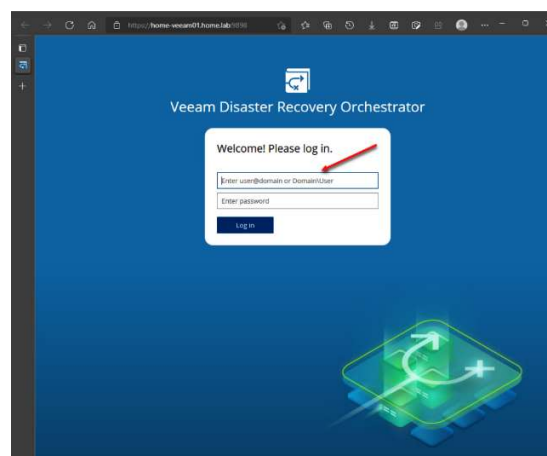 https://home-veeam01.home.lab:9898
Veeam Disaster Recovery Orchestrator
Welcome! Please log in.
Enter user@domain or Domain\User
Enter password
Log in